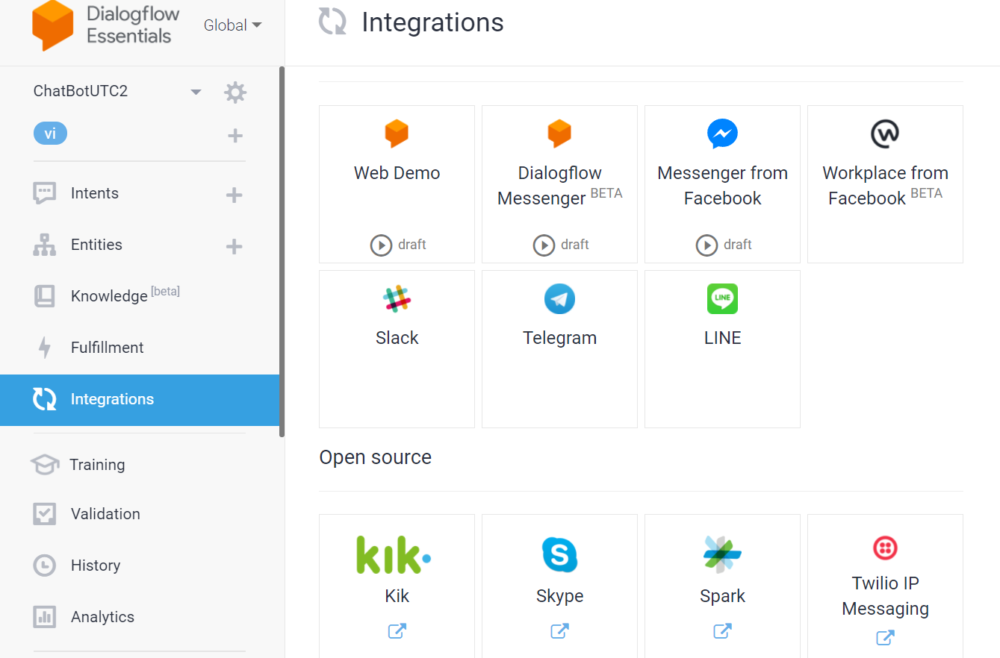 Dialogflow
Essentials
Global
Integrations
ChatBotUTC2
vi
Intents
Entities
Knowledge [beta]
Fulfillment
Integrations
Training
Validation
History
Analytics
Web Demo
draft
Dialogflow
Messenger BETA
draft
Messenger from
Facebook
draft
Workplace from
Facebook BETA
Slack
Telegram
LINE
LINE
Open source
kik
Kik
S
Skype
Spark
Twilio IP
Messaging